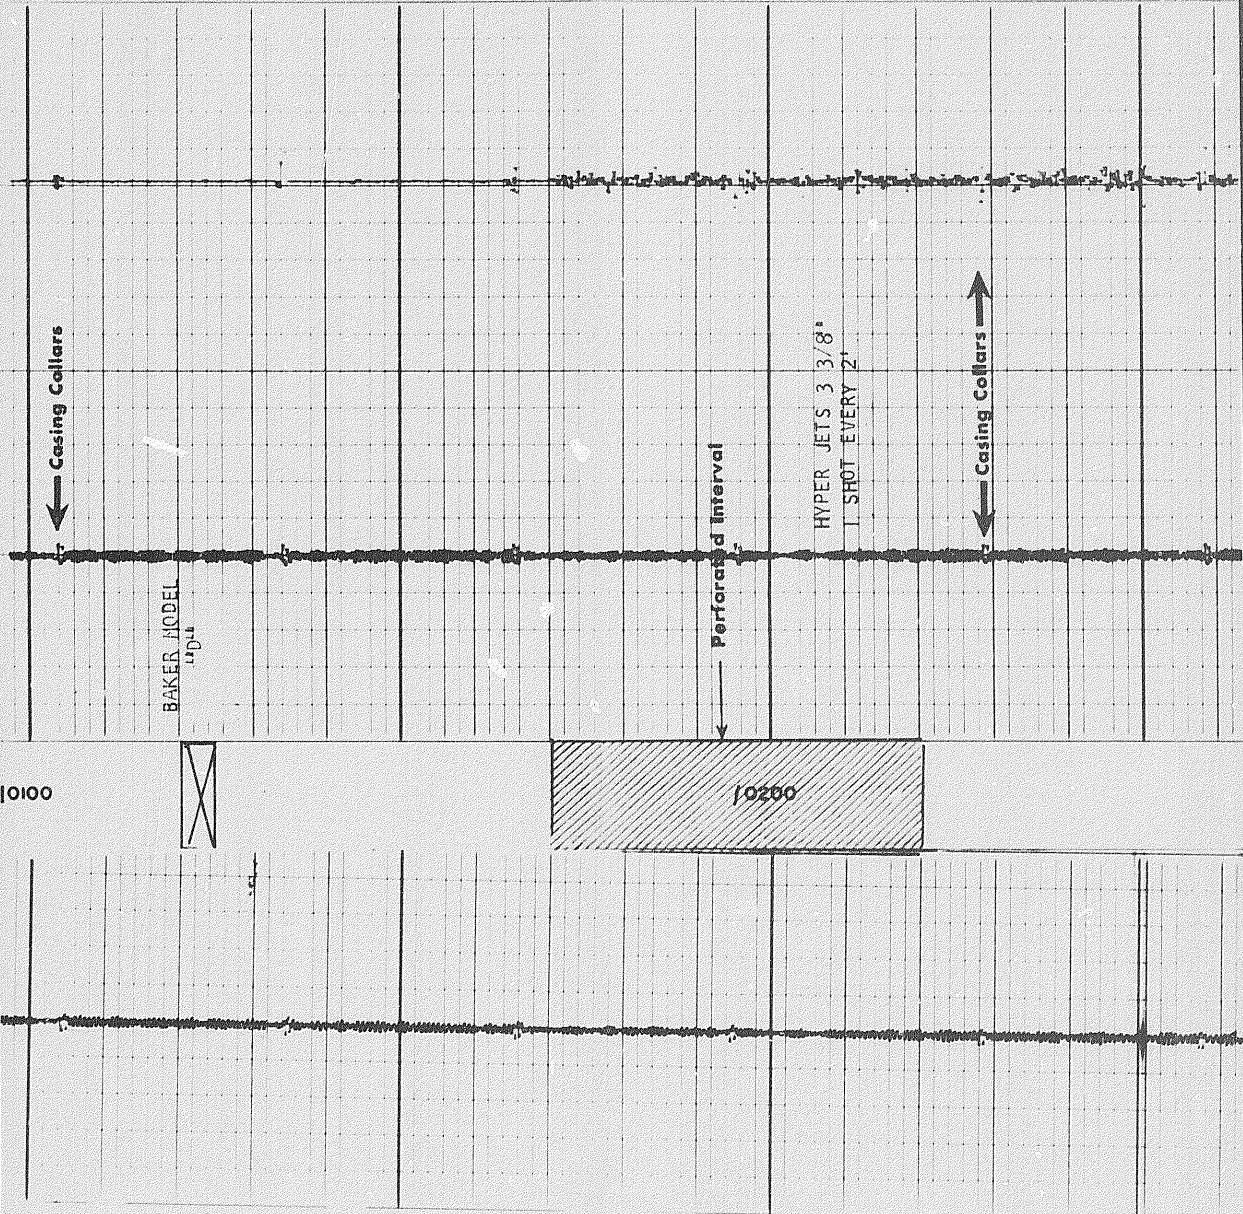 Casing Collars
BAKER MODEL
"D"
Perforated Interval
HYPER JETS 3 3/8"
1 SHOT EVERY 2'
Casing Collars
10100
10200